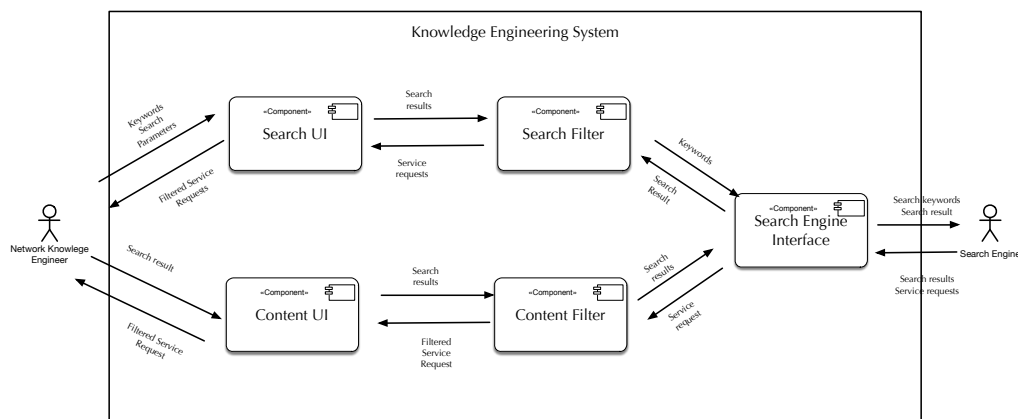 Knowledge Engineering System
Keywords
Search
Parameters
«Component»
Search UI
Search
results
Service
requests
«Component»
Search Filter
Keywords
Search
Result
Filtered Service
Requests
«Component»
Search Engine
Interface
Search keywords
Search result
Search Engine
Search results
Service requests
Network Knowlege
Engineer
Search result
Filtered Service
Request
«Component»
Content UI
Search
results
Filtered
Service
Request
«Component»
Content Filter
Search
results
Service
request